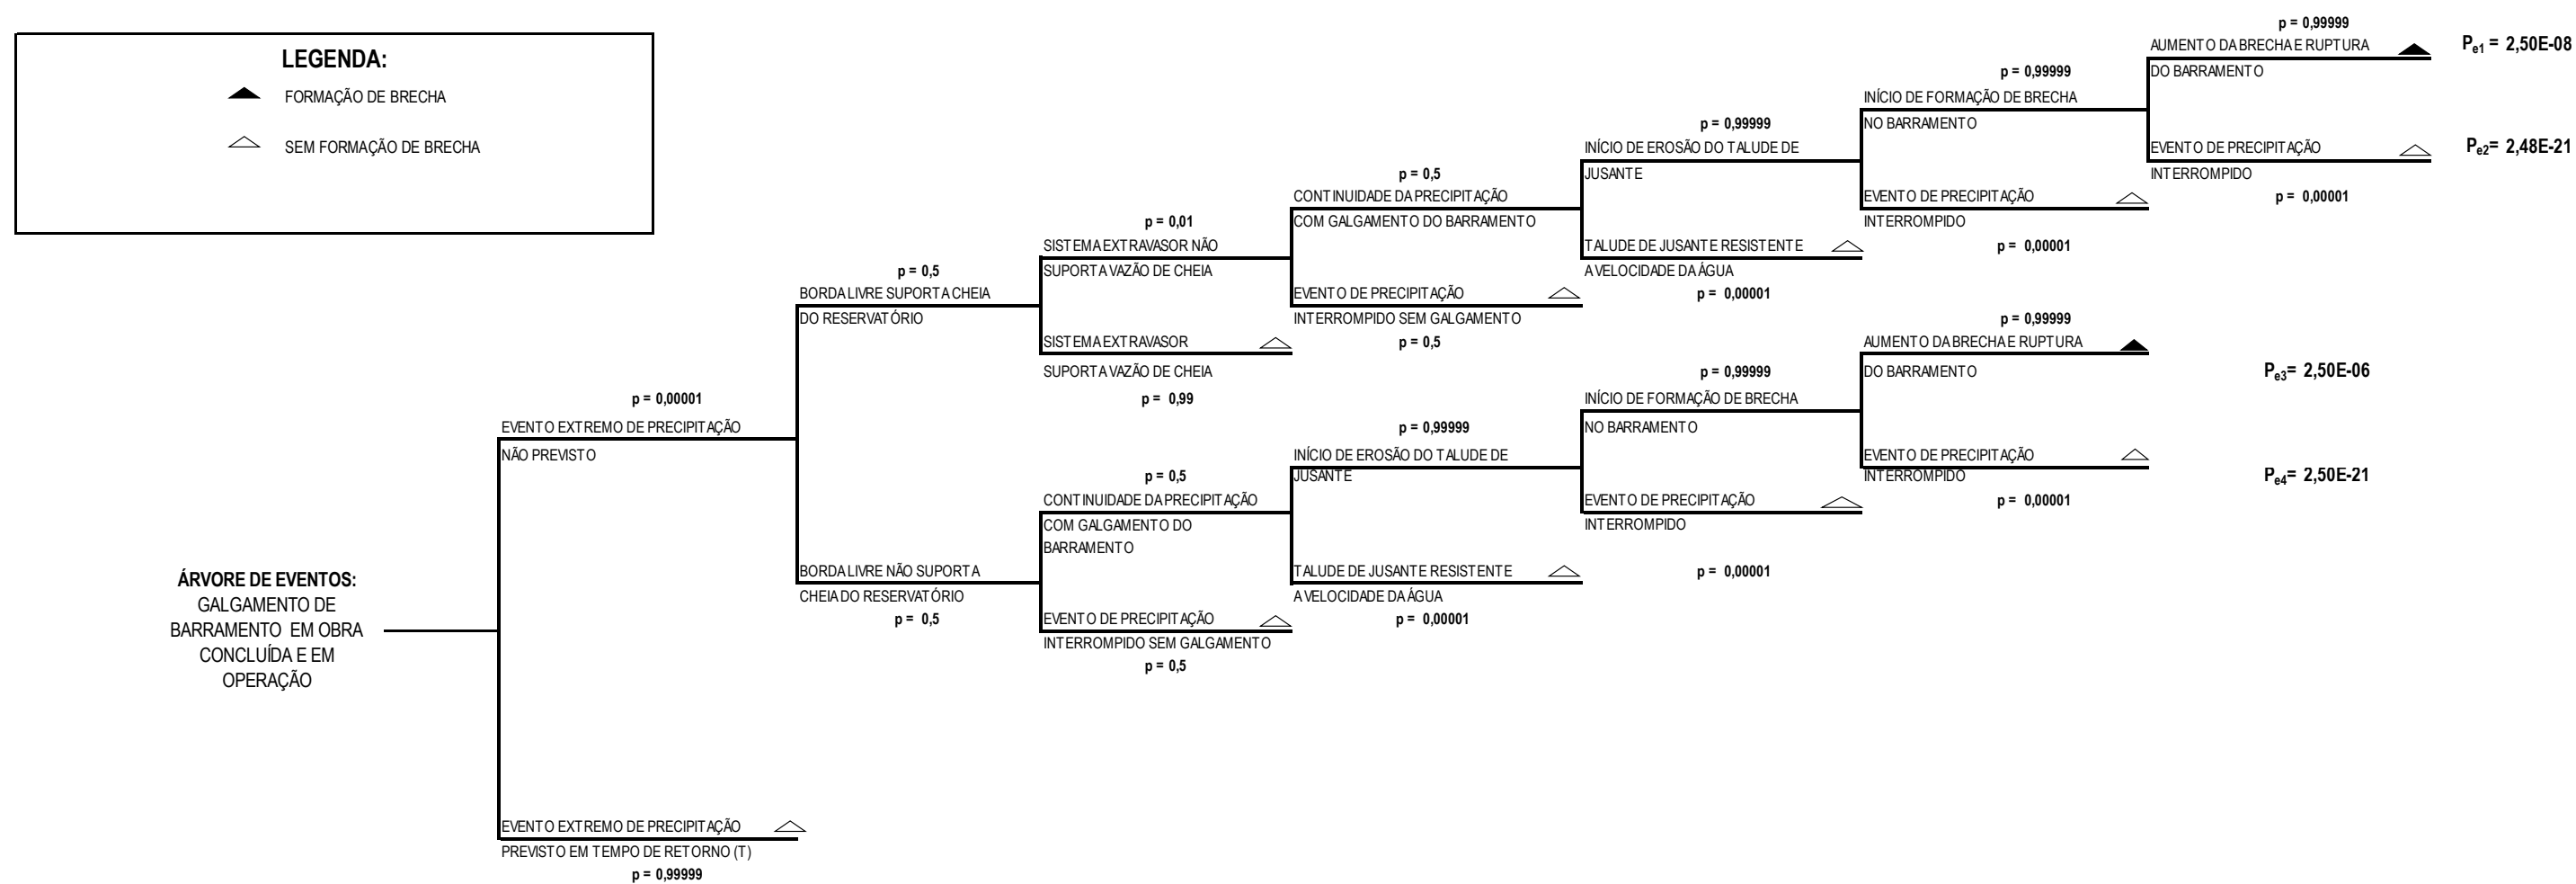 LEGENDA:
FORMAÇÃO DE BRECHA
SEM FORMAÇÃO DE BRECHA
ÁRVORE DE EVENTOS:
GALGAMENTO DE
BARRAMENTO EM OBRA
CONCLUÍDA E EM
OPERAÇÃO
p = 0,00001
EVENTO EXTREMO DE PRECIPITAÇÃO
NÃO PREVISTO
EVENTO EXTREMO DE PRECIPITAÇÃO
PREVISTO EM TEMPO DE RETORNO (T)
p = 0,99999
p = 0,5
BORDA LIVRE SUPORTA CHEIA
DO RESERVATÓRIO
BORDA LIVRE NÃO SUPORTA
CHEIA DO RESERVATÓRIO
p = 0,5
p = 0,01
SISTEMA EXTRAVASOR NÃO
SUPORTA VAZÃO DE CHEIA
SISTEMA EXTRAVASOR
SUPORTA VAZÃO DE CHEIA
p = 0,99
p = 0,5
CONTINUIDADE DA PRECIPITAÇÃO
COM GALGAMENTO DO
BARRAMENTO
EVENTO DE PRECIPITAÇÃO
INTERROMPIDO SEM GALGAMENTO
p = 0,5
p = 0,5
CONTINUIDADE DA PRECIPITAÇÃO
COM GALGAMENTO DO BARRAMENTO
EVENTO DE PRECIPITAÇÃO
INTERROMPIDO SEM GALGAMENTO
p = 0,5
p = 0,99999
INÍCIO DE EROSÃO DO TALUDE DE
JUSANTE
TALUDE DE JUSANTE RESISTENTE
A VELOCIDADE DA ÁGUA
p = 0,00001
p = 0,99999
INÍCIO DE EROSÃO DO TALUDE DE
JUSANTE
TALUDE DE JUSANTE RESISTENTE
A VELOCIDADE DA ÁGUA
p = 0,00001
p = 0,99999
INÍCIO DE FORMAÇÃO DE BRECHA
NO BARRAMENTO
EVENTO DE PRECIPITAÇÃO
INTERROMPIDO
p = 0,00001
p = 0,99999
INÍCIO DE FORMAÇÃO DE BRECHA
NO BARRAMENTO
EVENTO DE PRECIPITAÇÃO
INTERROMPIDO
p = 0,00001
p = 0,99999
AUMENTO DA BRECHA E RUPTURA
DO BARRAMENTO
EVENTO DE PRECIPITAÇÃO
INTERROMPIDO
p = 0,00001
p = 0,99999
AUMENTO DA BRECHA E RUPTURA
DO BARRAMENTO
EVENTO DE PRECIPITAÇÃO
INTERROMPIDO
p = 0,00001
Pe1 = 2,50E-08
Pe2= 2,48E-21
Pe3= 2,50E-06
Pe4= 2,50E-21